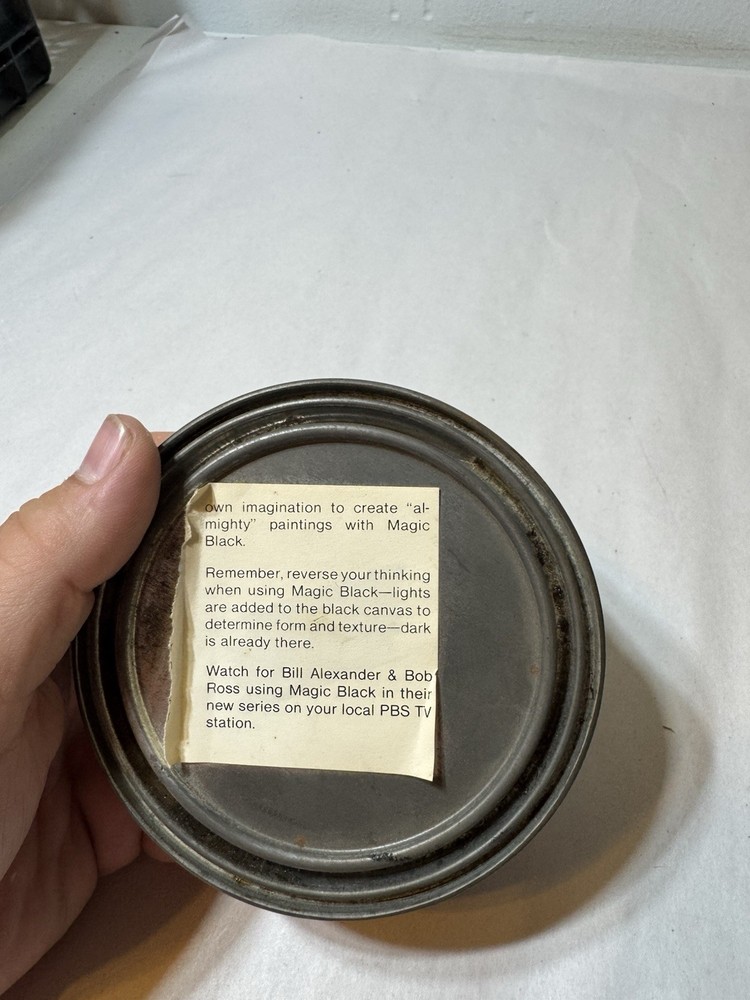 own imagination to create "al-
mighty" paintings with Magic
Black.
Remember, reverse your thinking
when using Magic Black—lights
are added to the black canvas to
determine form and texture—dark
is already there.
Watch for Bill Alexander & Bob
Ross using Magic Black in their
new series on your local PBS TV
station.